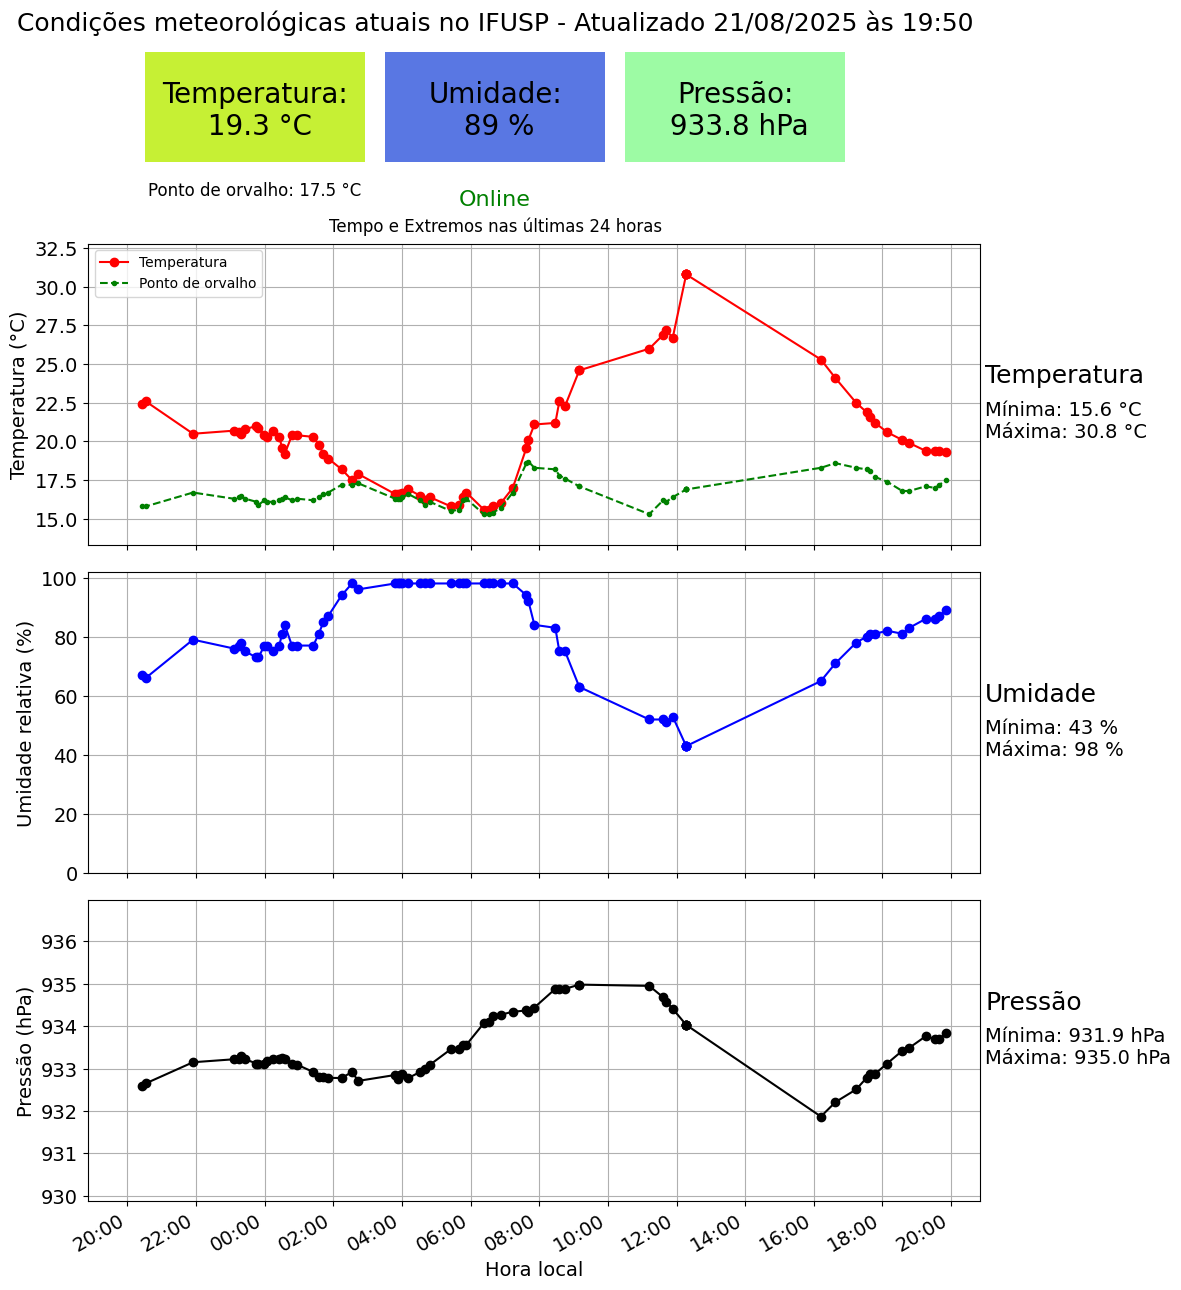 Condições meteorológicas atuais no IFUSP - Atualizado 21/08/2025 às 19:50
Temperatura:
19.3 °C
Umidade:
89 %
Pressão:
933.8 hPa
Ponto de orvalho: 17.5 °C
Online
Tempo e Extremos nas últimas 24 horas
Temperatura (°C)
32.5
30.0
27.5
25.0
22.5
20.0
17.5
15.0
Temperatura
Ponto de orvalho
Temperatura
Mínima: 15.6 °C
Máxima: 30.8 °C
Umidade relativa (%)
100
80
60
40
20
0
Umidade
Mínima: 43 %
Máxima: 98 %
Pressão (hPa)
936
935
934
933
932
931
930
Pressão
Mínima: 931.9 hPa
Máxima: 935.0 hPa
20:00
22:00
00:00
02:00
04:00
06:00
08:00
10:00
12:00
14:00
16:00
18:00
20:00
Hora local